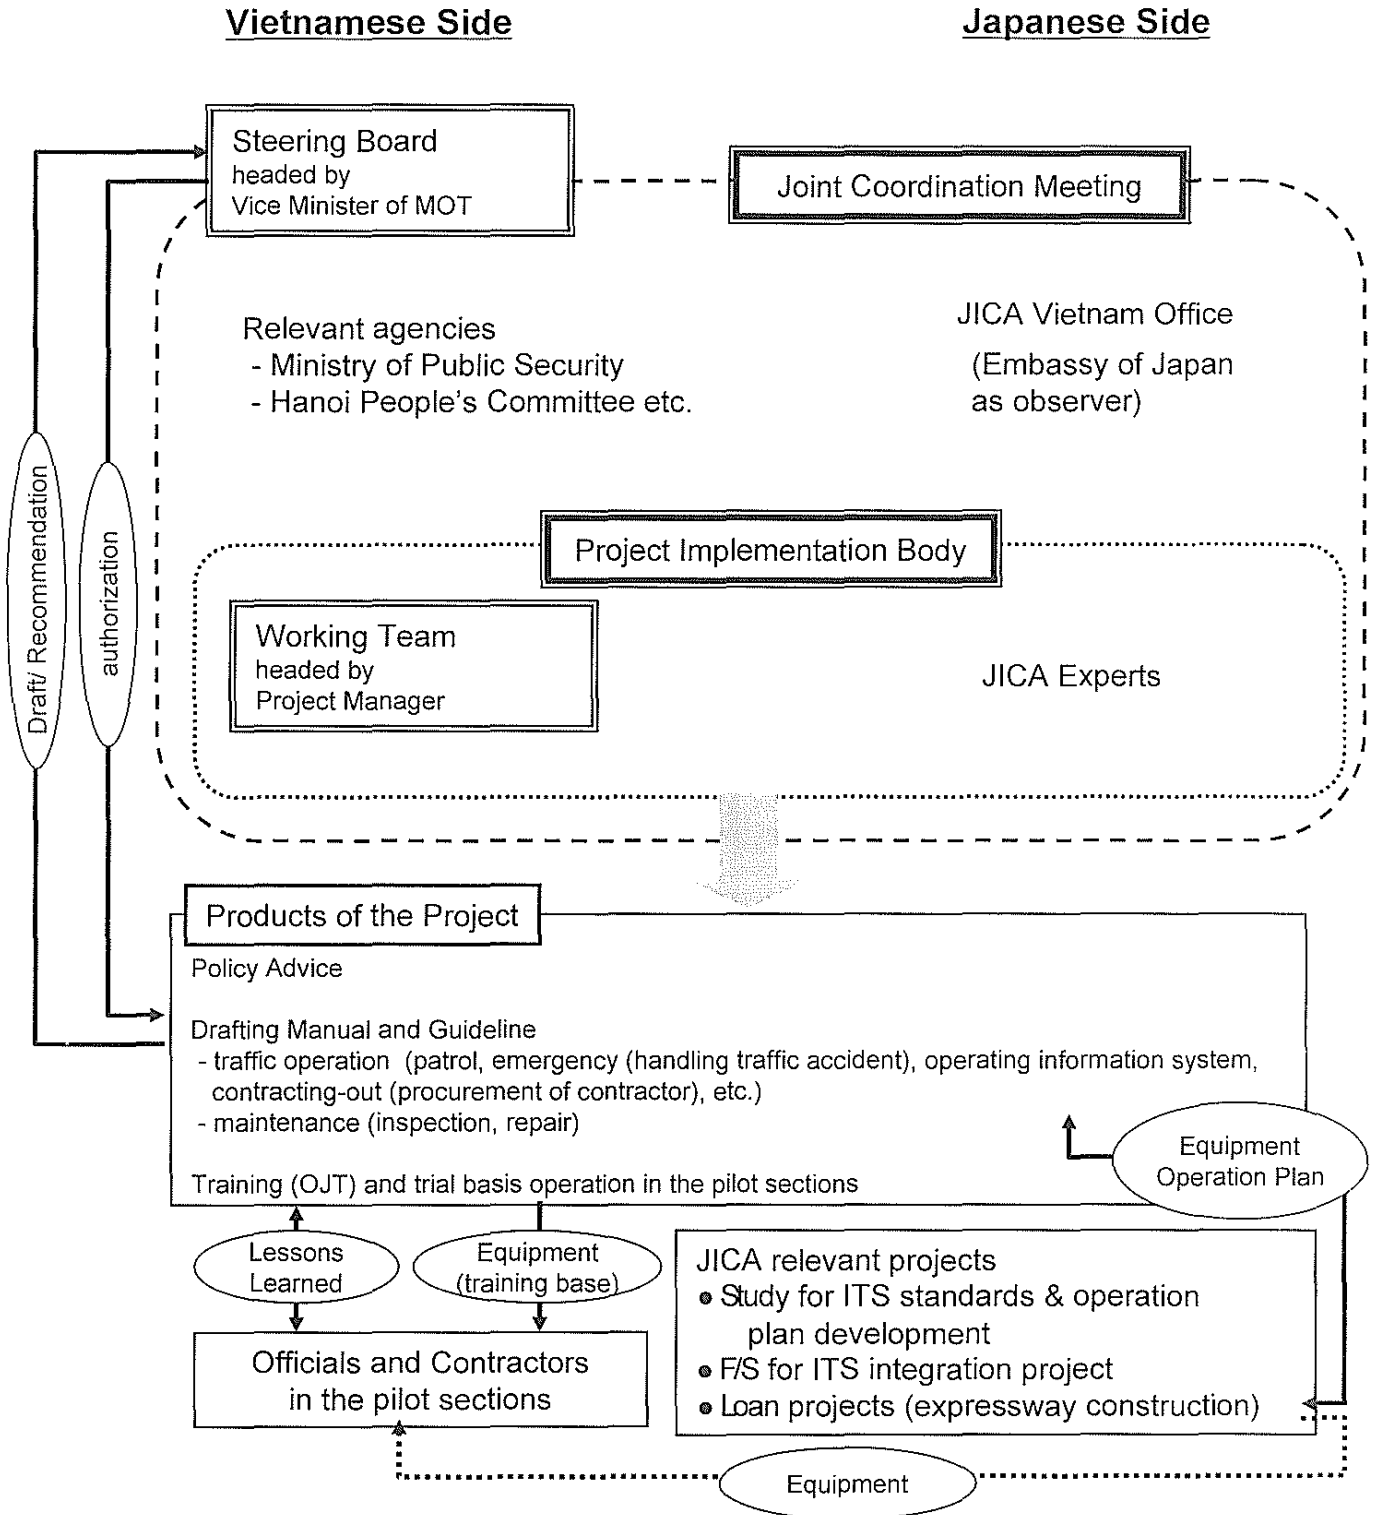 Vietnamese Side
Japanese Side
Steering Board
headed by
Vice Minister of MOT
Joint Coordination Meeting
Relevant agencies
- Ministry of Public Security
- Hanoi People's Committee etc.
JICA Vietnam Office
(Embassy of Japan
as observer)
Draft/ Recommendation
authorization
Project Implementation Body
Working Team
headed by
Project Manager
JICA Experts
Products of the Project
Policy Advice
Drafting Manual and Guideline
- traffic operation (patrol, emergency (handling traffic accident), operating information system,
contracting-out (procurement of contractor), etc.)
- maintenance (inspection, repair)
Training (OJT) and trial basis operation in the pilot sections
Equipment
Operation Plan
Lessons
Learned
Equipment
(training base)
JICA relevant projects
● Study for ITS standards & operation
plan development
● F/S for ITS integration project
● Loan projects (expressway construction)
Officials and Contractors
in the pilot sections
Equipment